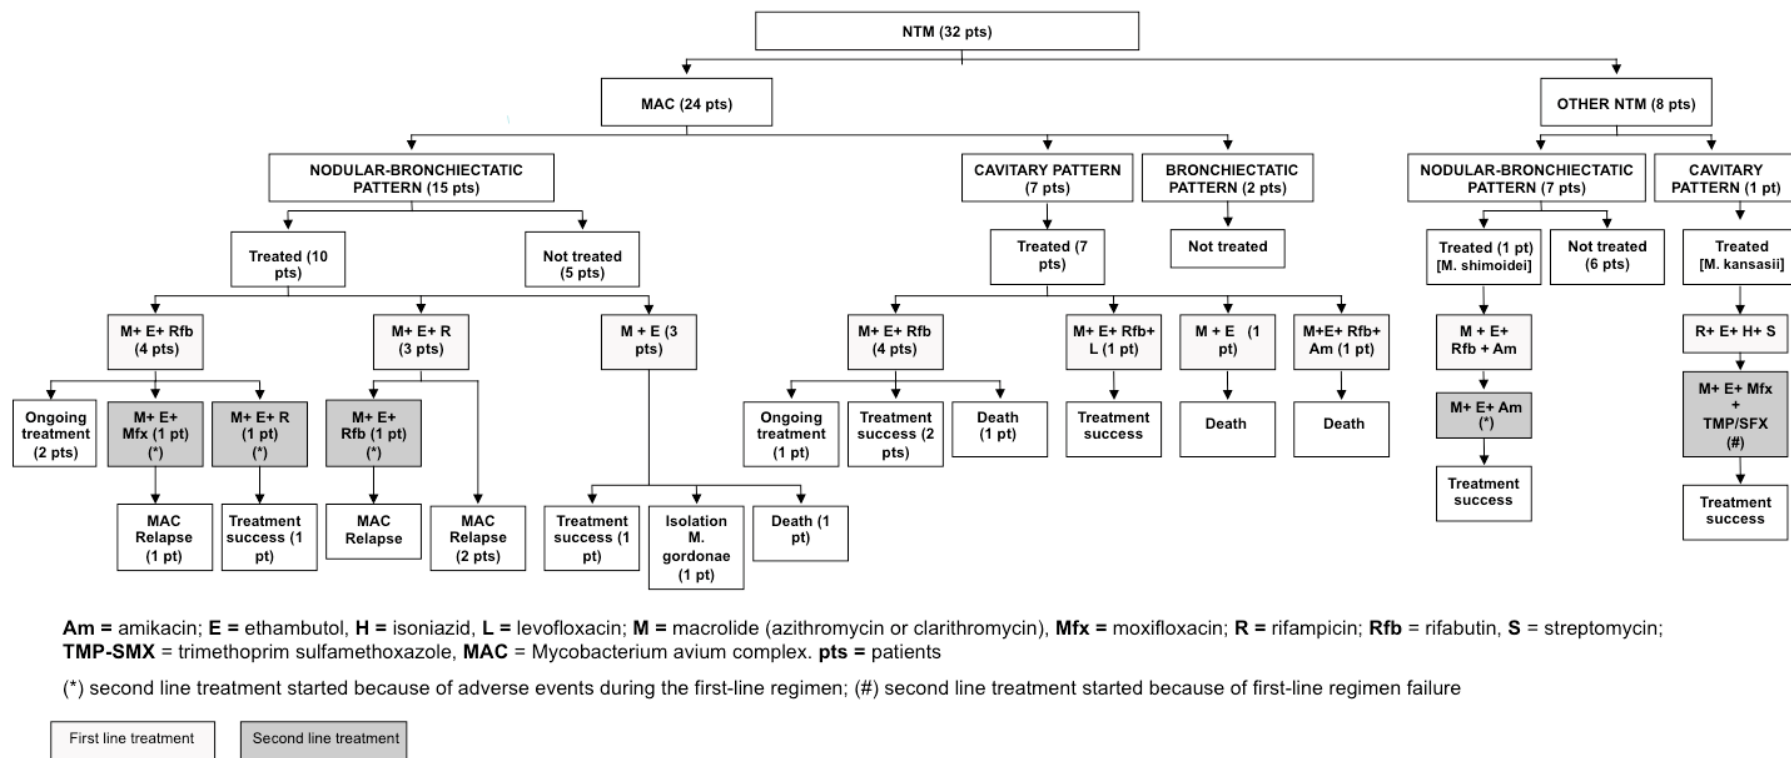 NTM (32 pts)
MAC (24 pts)
OTHER NTM (8 pts)
NODULAR-BRONCHIECTATIC
PATTERN (15 pts)
CAVITARY PATTERN
(7 pts)
BRONCHIECTATIC
PATTERN (2 pts)
NODULAR-BRONCHIECTATIC
PATTERN (7 pts)
CAVITARY
PATTERN (1 pt)
Treated (10
pts)
Not treated
(5 pts)
Treated (7
pts)
Not treated
Treated (1 pt)
[M. shimoidei]
Not treated
(6 pts)
Treated
[M. kansasii]
M+ E+ Rfb
(4 pts)
M+ E+ R
(3 pts)
M + E (3
pts)
M+ E+ Rfb
(4 pts)
M+ E+ Rfb+
L (1 pt)
M + E (1
pt)
M+E+ Rfb+
Am (1 pt)
M + E+
Rfb + Am
R+ E+ H+ S
Ongoing
treatment
(2 pts)
M+ E+
Mfx (1 pt)
(*)
M+ E+ R
(1 pt)
(*)
M+ E+
Rfb (1 pt)
(*)
Ongoing
treatment
(1 pt)
Treatment
success (2
pts)
Death
(1 pt)
Treatment
success
Death
Death
M+ E+ Am
(*)
M+ E+ Mfx
+
TMP/SFX
(#)
MAC
Relapse
(1 pt)
Treatment
success (1
pt)
MAC
Relapse
MAC
Relapse
(2 pts)
Treatment
success (1
pt)
Isolation
M.
gordonae
(1 pt)
Death (1
pt)
Treatment
success
Treatment
success
Am = amikacin; E = ethambutol, H = isoniazid, L = levofloxacin; M = macrolide (azithromycin or clarithromycin), Mfx = moxifloxacin; R = rifampicin; Rfb = rifabutin, S = streptomycin;
TMP-SMX = trimethoprim sulfamethoxazole, MAC = Mycobacterium avium complex. pts = patients
(*) second line treatment started because of adverse events during the first-line regimen; (#) second line treatment started because of first-line regimen failure
First line treatment
Second line treatment